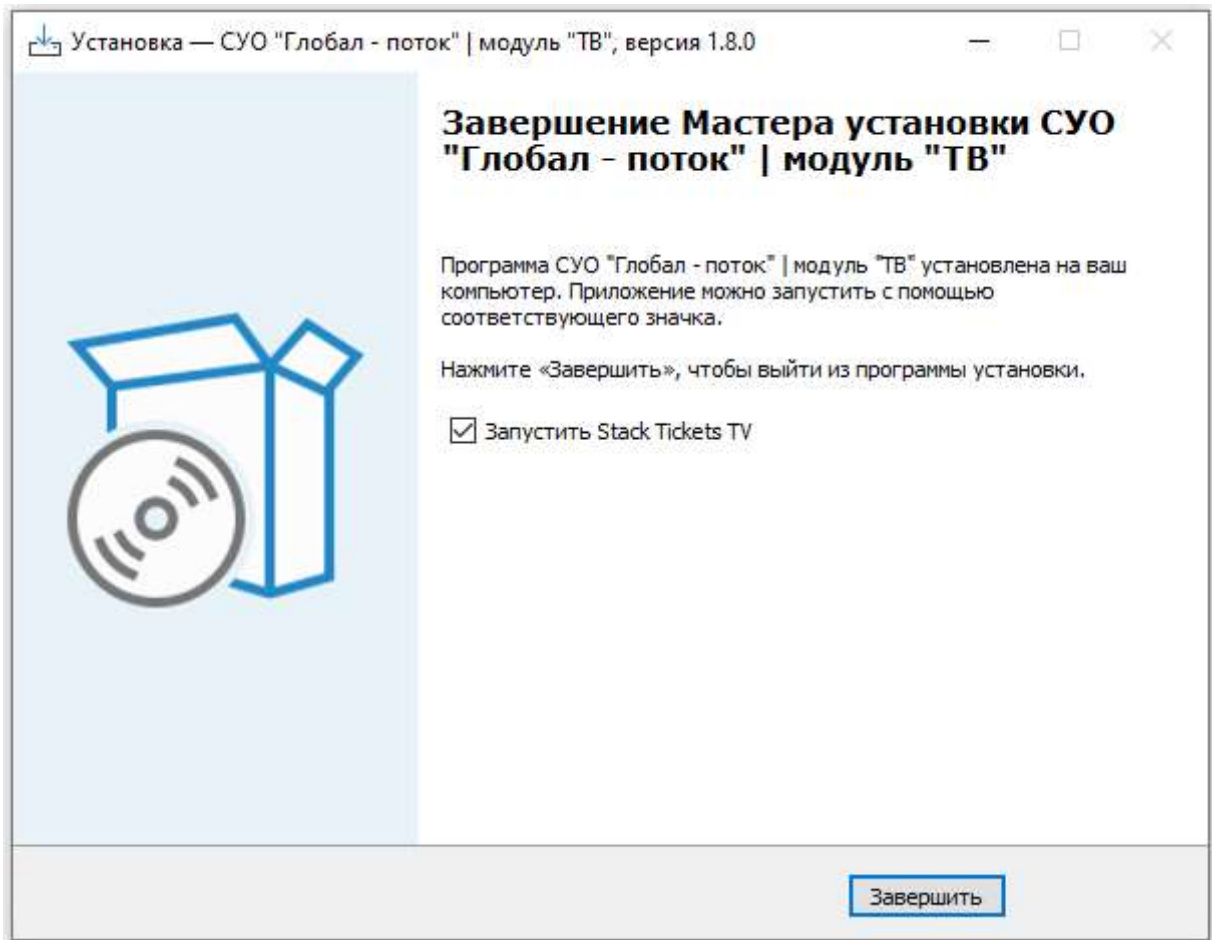 Установка — СУО "Глобал - поток" | модуль "ТВ", версия 1.8.0
Завершение Мастера установки СУО
"Глобал - поток" | модуль "ТВ"
Программа СУО "Глобал - поток" | модуль "ТВ" установлена на ваш
компьютер. Приложение можно запустить с помощью
соответствующего значка.
Нажмите «Завершить», чтобы выйти из программы установки.
Запустить Stack Tickets TV
Завершить